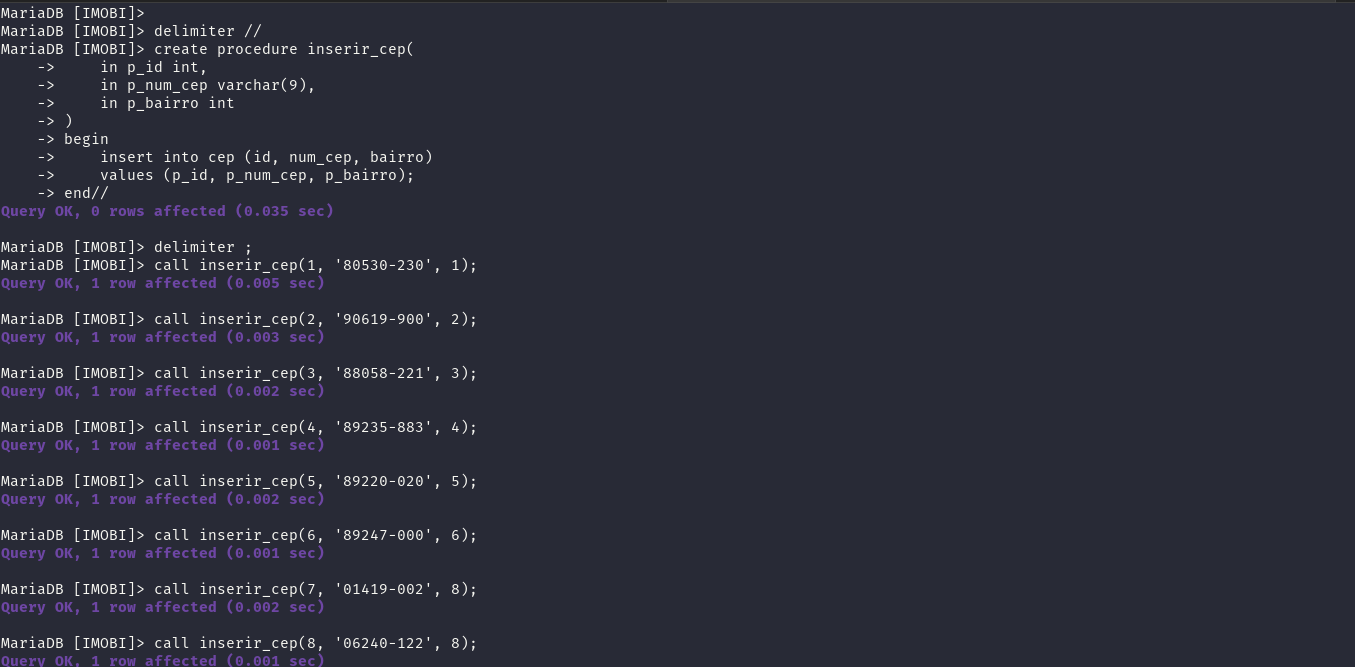 MariaDB [IMOBI]>
MariaDB [IMOBI]> delimiter //
MariaDB [IMOBI]> create procedure inserir_cep(
    ->     in p_id int,
    ->     in p_num_cep varchar(9),
    ->     in p_bairro int
    -> )
    -> begin
    ->     insert into cep (id, num_cep, bairro)
    ->     values (p_id, p_num_cep, p_bairro);
    -> end//
Query OK, 0 rows affected (0.035 sec)

MariaDB [IMOBI]> delimiter ;
MariaDB [IMOBI]> call inserir_cep(1, '80530-230', 1);
Query OK, 1 row affected (0.005 sec)

MariaDB [IMOBI]> call inserir_cep(2, '90619-900', 2);
Query OK, 1 row affected (0.003 sec)

MariaDB [IMOBI]> call inserir_cep(3, '88058-221', 3);
Query OK, 1 row affected (0.002 sec)

MariaDB [IMOBI]> call inserir_cep(4, '89235-883', 4);
Query OK, 1 row affected (0.001 sec)

MariaDB [IMOBI]> call inserir_cep(5, '89220-020', 5);
Query OK, 1 row affected (0.002 sec)

MariaDB [IMOBI]> call inserir_cep(6, '89247-000', 6);
Query OK, 1 row affected (0.001 sec)

MariaDB [IMOBI]> call inserir_cep(7, '01419-002', 8);
Query OK, 1 row affected (0.002 sec)

MariaDB [IMOBI]> call inserir_cep(8, '06240-122', 8);
Query OK, 1 row affected (0.001 sec)